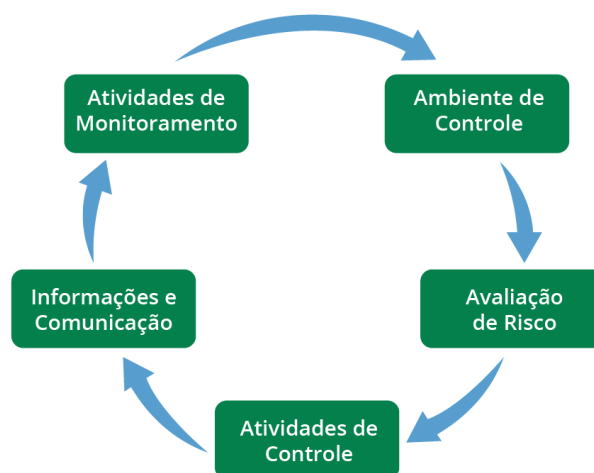 Atividades de
Monitoramento
Ambiente de
Controle
Informações e
Comunicação
Avaliação
de Risco
Atividades de
Controle